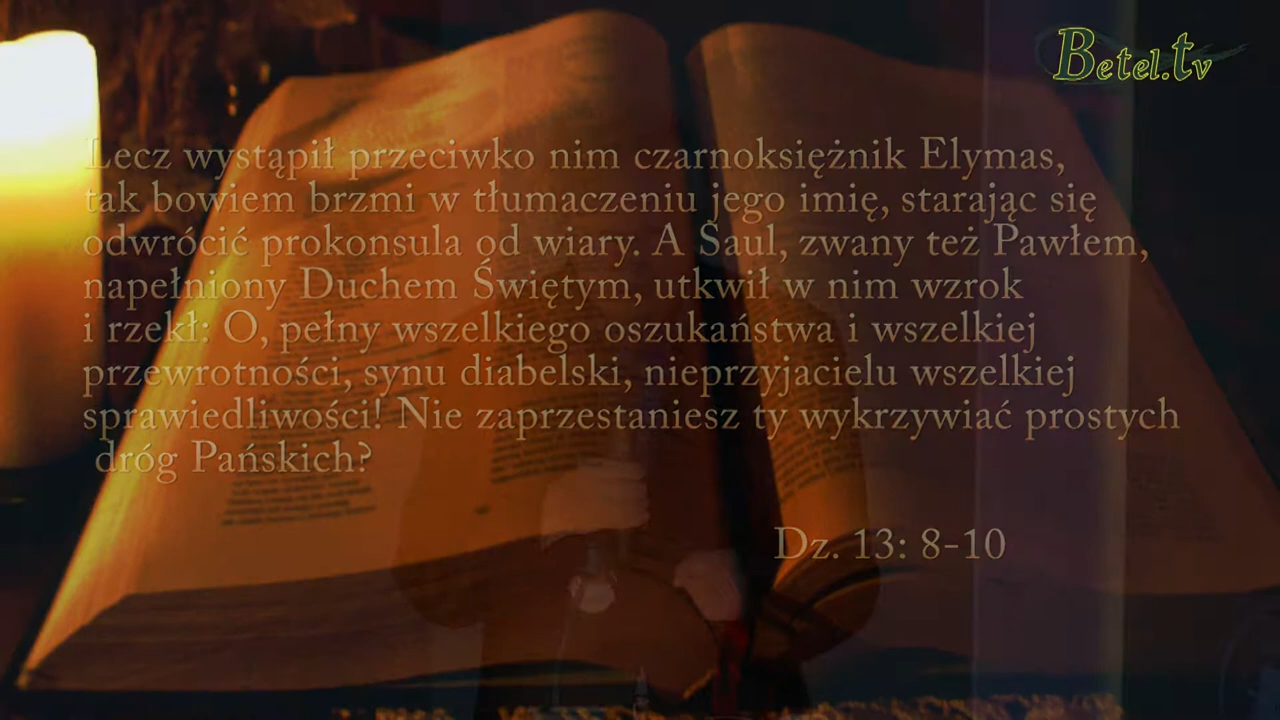 Betel.tv
Lecz wystąpił przeciwko nim czarnoksiężnik Elymas,
tak bowiem brzmi w tłumaczeniu jego imię, starając się
odwrócić prokonsula od wiary. A Saul, zwany też Pawłem,
napełniony Duchem Świętym, utkwił w nim wzrok
i rzekł: O, pełny wszelkiego oszukaństwa i wszelkiej
przewrotności, synu diabelski, nieprzyjacielu wszelkiej
sprawiedliwości! Nie zaprzestaniesz ty wykrzywiać prostych
dróg Pańskich?
Dz. 13: 8-10